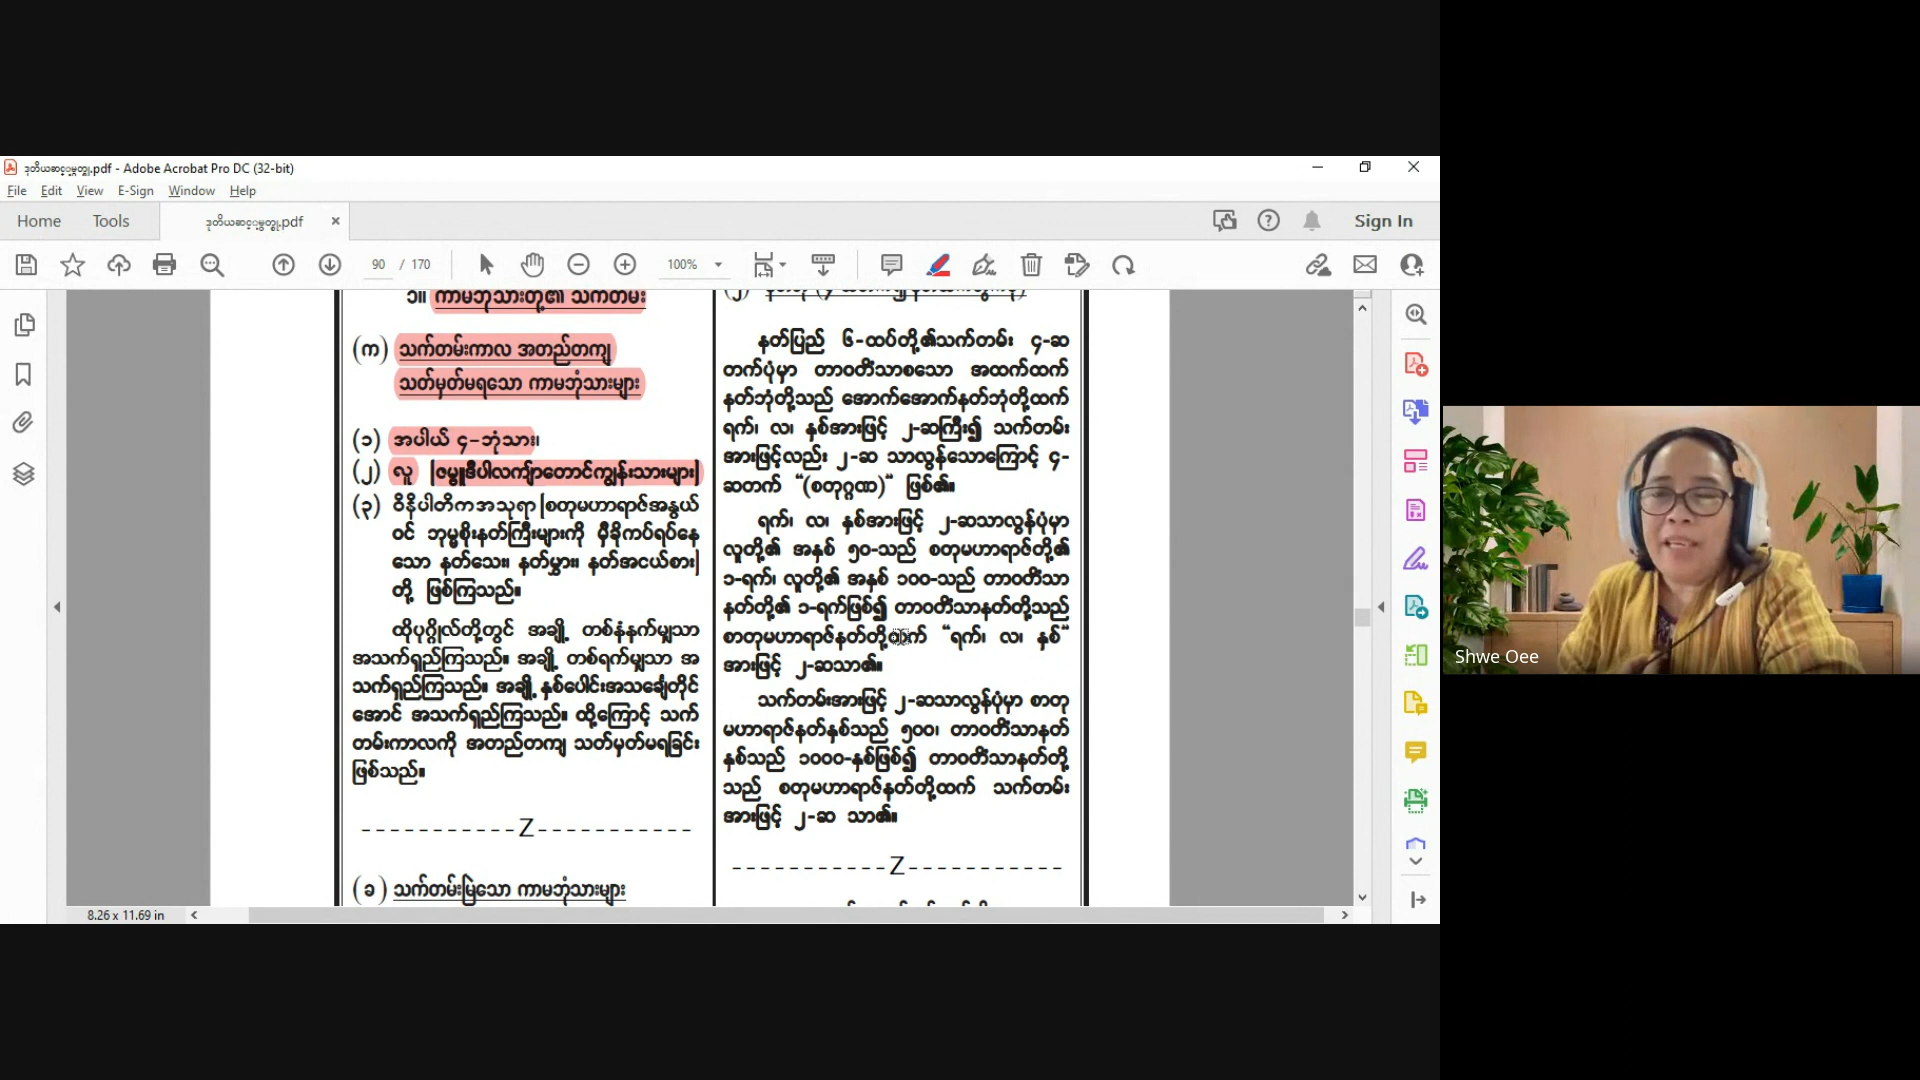 ဒုတိယဆင့်မှတ်စု.pdf - Adobe Acrobat Pro DC (32-bit)
File Edit View E-Sign Window Help
Home Tools ဒုတိယဆင့်မှတ်စု.pdf
Sign In
90 / 170
100%
၁။ ကာမဘုံသားတို့၏ သက်တမ်း
(က) သက်တမ်းကာလ အတည်တကျ
သတ်မှတ်မရသော ကာမဘုံသားများ
(၁) အပါယ် ၄-ဘုံသား၊
(၂) လူ [ဇမ္ဗူဒီပါလက်ျာတောင်ကျွန်းသားများ]
(၃) ဝိနိပါတိကအသုရာ [စတုမဟာရာဇ်အနွယ်
ဝင် ဘုမ္မစိုးနတ်ကြီးများကို မှီခိုကပ်ရပ်နေ
သော နတ်သေး၊ နတ်မွှား၊ နတ်အငယ်စား]
တို့ ဖြစ်ကြသည်။
ထိုပုဂ္ဂိုလ်တို့တွင် အချို့ တစ်နံနက်မျှသာ
အသက်ရှည်ကြသည်။ အချို့ တစ်ရက်မျှသာ အ
သက်ရှည်ကြသည်။ အချို့ နှစ်ပေါင်းအသင်္ချေတိုင်
အောင် အသက်ရှည်ကြသည်။ ထို့ကြောင့် သက်
တမ်းကာလကို အတည်တကျ သတ်မှတ်မရခြင်း
ဖြစ်သည်။
-----------Z-----------
(ခ) သက်တမ်းမြဲသော ကာမဘုံသားများ
နတ်ပြည် ၆-ထပ်တို့၏သက်တမ်း ၄-ဆ
တက်ပုံမှာ တာဝတိံသာစသော အထက်ထက်
နတ်ဘုံတို့သည် အောက်အောက်နတ်ဘုံတို့ထက်
ရက်၊ လ၊ နှစ်အားဖြင့် ၂-ဆကြီး၍ သက်တမ်း
အားဖြင့်လည်း ၂-ဆ သာလွန်သောကြောင့် ၄-
ဆတက် “(စတုဂ္ဂဏ)“ ဖြစ်၏။
ရက်၊ လ၊ နှစ်အားဖြင့် ၂-ဆသာလွန်ပုံမှာ
လူတို့၏ အနှစ် ၅၀-သည် စတုမဟာရာဇ်တို့၏
၁-ရက်၊ လူတို့၏ အနှစ် ၁၀၀-သည် တာဝတိံသာ
နတ်တို့၏ ၁-ရက်ဖြစ်၍ တာဝတိံသာနတ်တို့သည်
စာတုမဟာရာဇ်နတ်တို့ထက် “ရက်၊ လ၊ နှစ်“
အားဖြင့် ၂-ဆသာ၏။
သက်တမ်းအားဖြင့် ၂-ဆသာလွန်ပုံမှာ စာတု
မဟာရာဇ်နတ်နှစ်သည် ၅၀၀၊ တာဝတိံသာနတ်
နှစ်သည် ၁၀၀၀-နှစ်ဖြစ်၍ တာဝတိံသာနတ်တို့
သည် စတုမဟာရာဇ်နတ်တို့ထက် သက်တမ်း
အားဖြင့် ၂-ဆ သာ၏။
-----------Z-----------
8.26 x 11.69 in
Shwe Oee